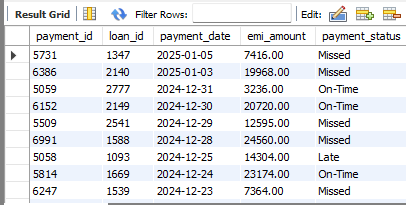 Result Grid Filter Rows: Edit:
payment_id loan_id payment_date emi_amount payment_status
5731 1347 2025-01-05 7416.00 Missed
6386 2140 2025-01-03 19968.00 Missed
5059 2777 2024-12-31 3236.00 On-Time
6152 2149 2024-12-30 20720.00 On-Time
5509 2541 2024-12-29 12595.00 Missed
6991 1588 2024-12-28 24560.00 Missed
5058 1093 2024-12-25 14304.00 Late
5814 1669 2024-12-24 23174.00 On-Time
6247 1539 2024-12-23 7364.00 Missed